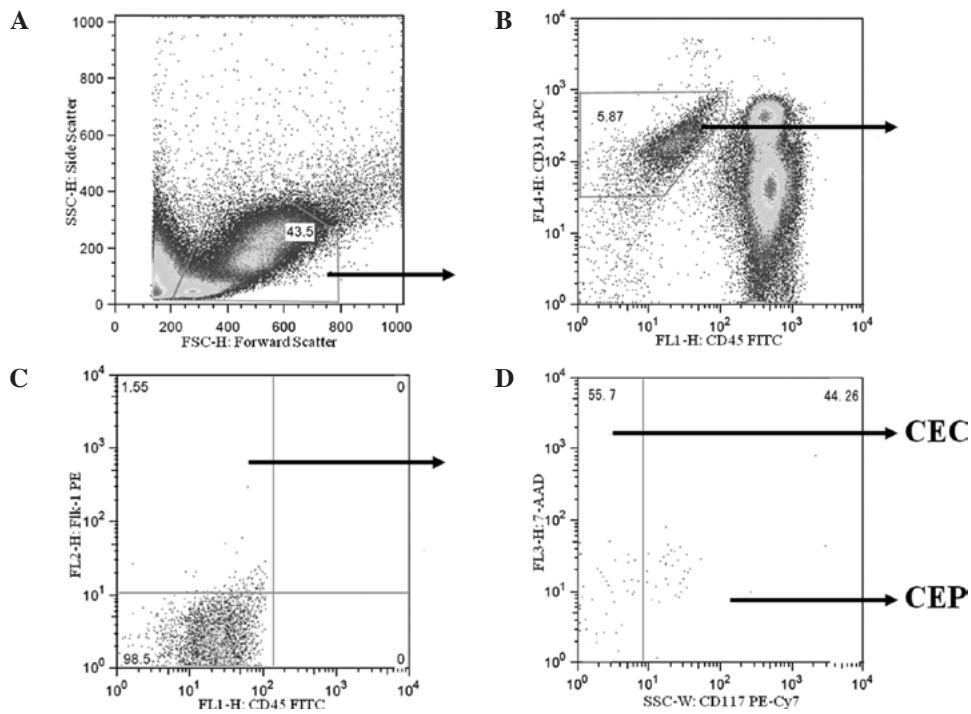 A
1000
800
600
400
200
0
SSC-H: Side Scatter
43.5
0 200 400 600 800 1000
FSC-H: Forward Scatter
B
10⁴
10³
10²
10¹
10⁰
FL4-H: CD31 APC
5.87
10⁰ 10¹ 10² 10³ 10⁴
FL1-H: CD45 FITC
C
10⁴
10³
10²
10¹
10⁰
FL2-H: Flk-1 PE
1.55 0
98.5 0
10⁰ 10¹ 10² 10³ 10⁴
FL1-H: CD45 FITC
D
10⁴
10³
10²
10¹
10⁰
FL3-H: 7-AAD
55.7 44.26
CEC
CEP
10⁰ 10¹ 10² 10³ 10⁴
SSC-W: CD117 PE-Cy7